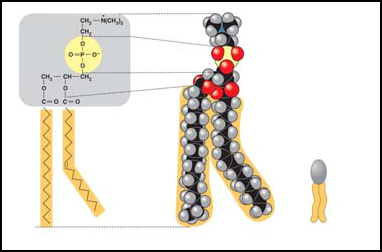 CH₂—N⁺(CH₃)₃
CH₂
O
O=P—O⁻
O
CH₂—CH—CH₂
O O
C=O C=O